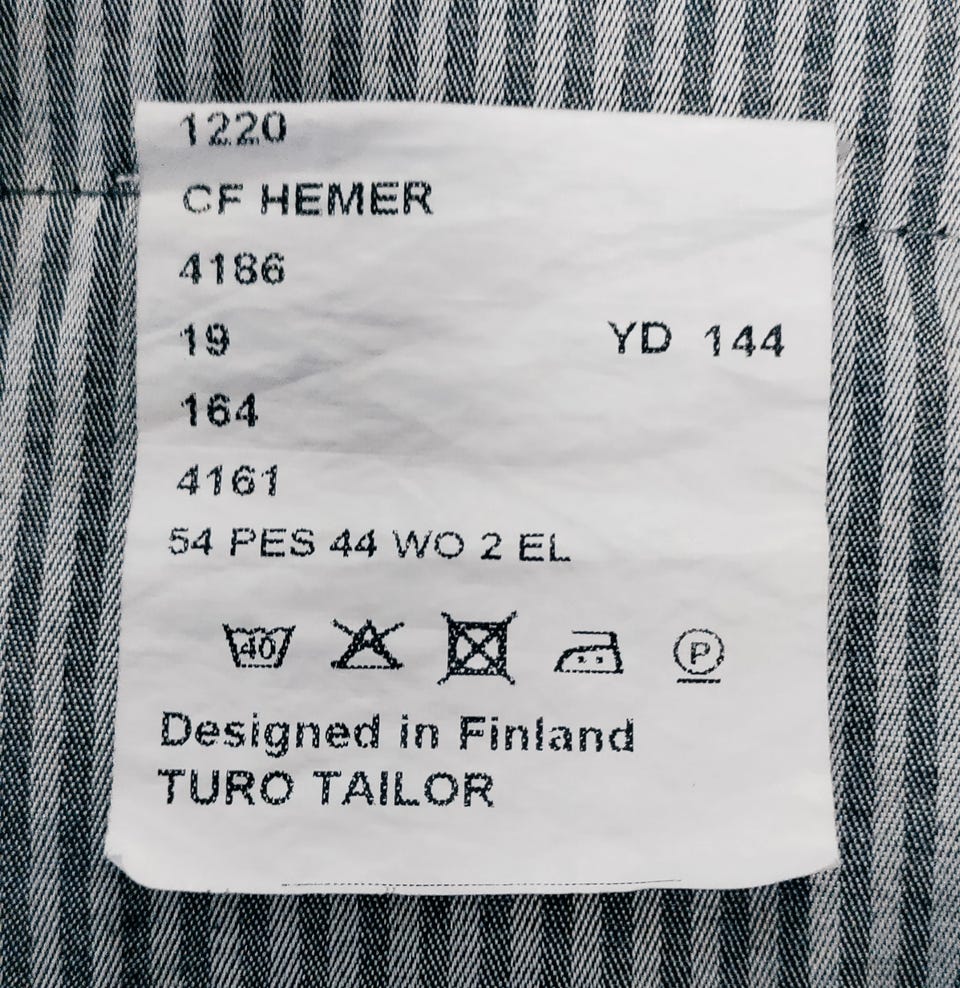 1220
CF HEMER
4186
19 YD 144
164
4161
54 PES 44 WO 2 EL
40 P
Designed in Finland
TURO TAILOR